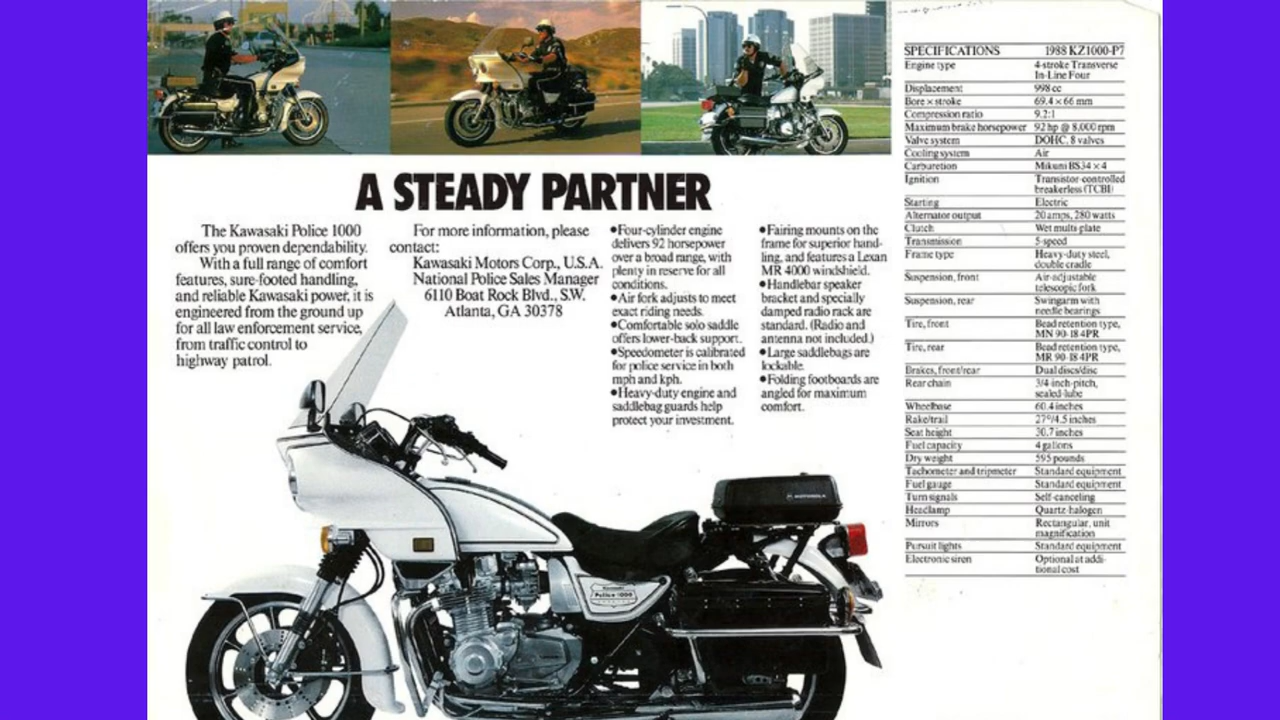 A STEADY PARTNER
The Kawasaki Police 1000
offers you proven dependability.
With a full range of comfort
features, sure-footed handling,
and reliable Kawasaki power, it is
engineered from the ground up
for all law enforcement service,
from traffic control to
highway patrol.
For more information, please
contact:
Kawasaki Motors Corp., U.S.A.
National Police Sales Manager
6110 Boat Rock Blvd., S.W.
Atlanta, GA 30378
●Four-cylinder engine
delivers 92 horsepower
over a broad range, with
plenty in reserve for all
conditions.
●Air fork adjusts to meet
exact riding needs.
●Comfortable solo saddle
offers lower-back support.
●Speedometer is calibrated
for police service in both
mph and kph.
●Heavy-duty engine and
saddlebag guards help
protect your investment.
●Fairing mounts on the
frame for superior hand-
ling, and features a Lexan
MR 4000 windshield.
●Handlebar speaker
bracket and specially
damped radio rack are
standard. (Radio and
antenna not included.)
●Large saddlebags are
lockable.
●Folding footboards are
angled for maximum
comfort.
SPECIFICATIONS 1988 KZ1000-P7
Engine type 4-stroke Transverse
In-Line Four
Displacement 998 cc
Bore × stroke 69.4 × 66 mm
Compression ratio 9.2:1
Maximum brake horsepower 92 hp @ 8,000 rpm
Valve system DOHC, 8 valves
Cooling system Air
Carburetion Mikuni BS34 × 4
Ignition Transistor-controlled
breakerless (TCBI)
Starting Electric
Alternator output 20 amps, 280 watts
Clutch Wet multi-plate
Transmission 5-speed
Frame type Heavy-duty steel,
double cradle
Suspension, front Air-adjustable
telescopic fork
Suspension, rear Swingarm with
needle bearings
Tire, front Bead retention type,
MN 90-18 4PR
Tire, rear Bead retention type,
MR 90-18 4PR
Brakes, front/rear Dual discs/disc
Rear chain 3/4-inch-pitch,
sealed-lube
Wheelbase 60.4 inches
Rake/trail 27°/4.5 inches
Seat height 30.7 inches
Fuel capacity 4 gallons
Dry weight 595 pounds
Tachometer and tripmeter Standard equipment
Fuel gauge Standard equipment
Turn signals Self-canceling
Headlamp Quartz-halogen
Mirrors Rectangular, unit
magnification
Pursuit lights Standard equipment
Electronic siren Optional at addi-
tional cost
MOTOROLA
Kawasaki
Police 1000